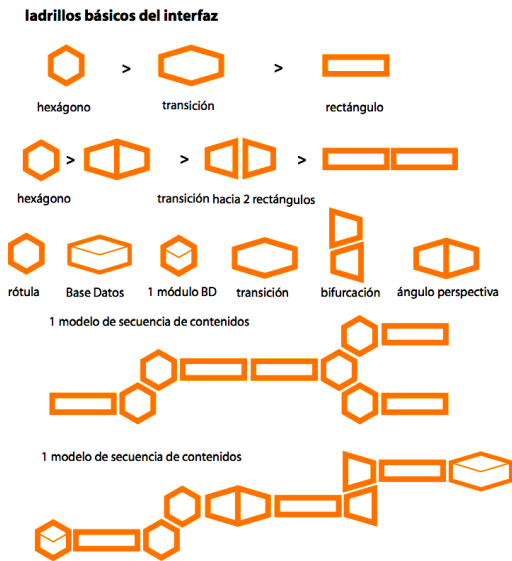 ladrillos básicos del interfaz
> >
hexágono transición rectángulo
> > >
hexágono transición hacia 2 rectángulos
rótula Base Datos 1 módulo BD transición bifurcación ángulo perspectiva
1 modelo de secuencia de contenidos
1 modelo de secuencia de contenidos